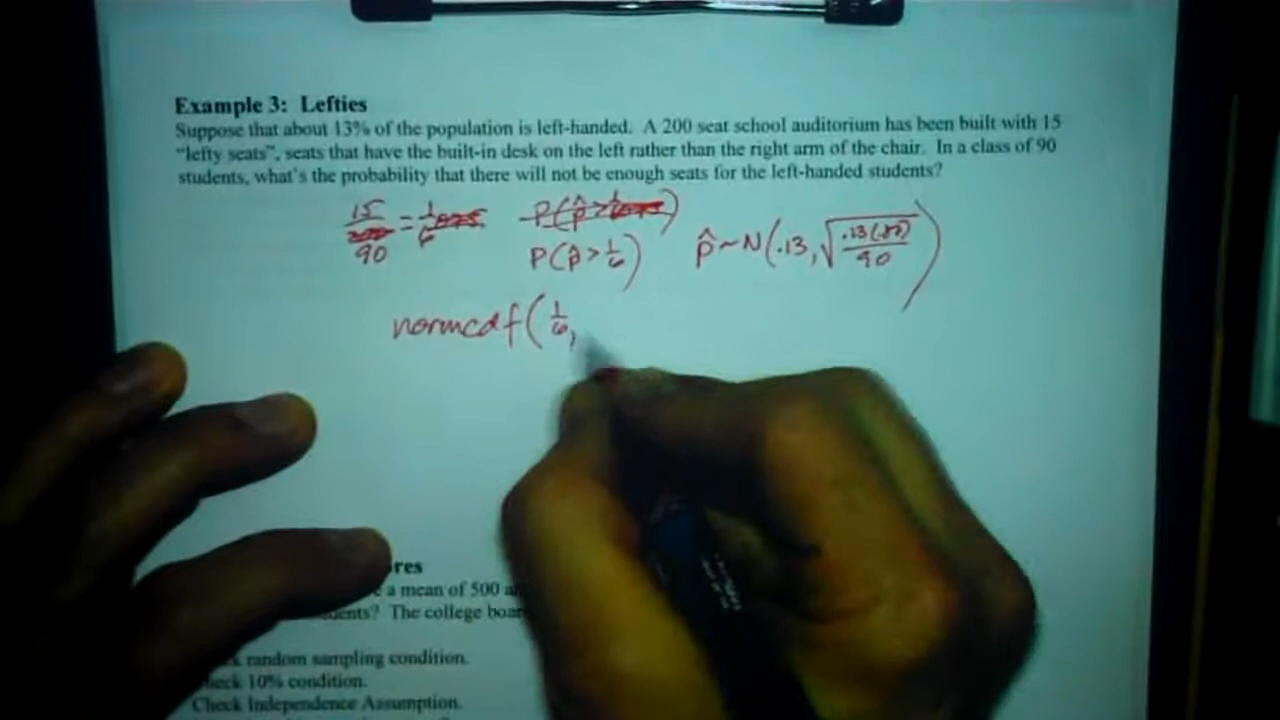 Example 3: Lefties
Suppose that about 13% of the population is left-handed. A 200 seat school auditorium has been built with 15
“lefty seats”, seats that have the built-in desk on the left rather than the right arm of the chair. In a class of 90
students, what’s the probability that there will not be enough seats for the left-handed students?
15/90 = 1/6
P(p̂ >
P(p̂ > 1/6)
p̂ ~ N(.13, √(.13(.87)/90))
normcdf(1/6,
res
a mean of 500
ents? The college boar
random sampling condition.
eck 10% condition.
Check Independence Assumption.